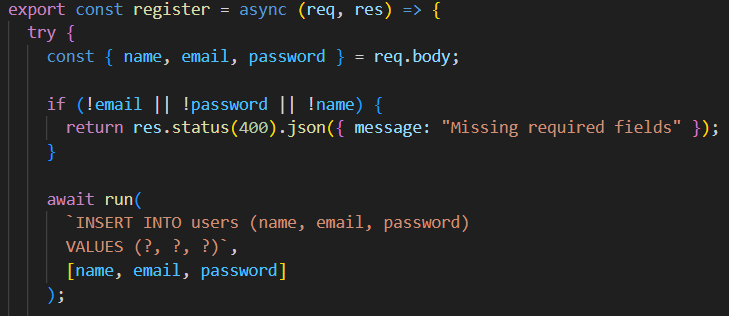 export const register = async (req, res) => {
  try {
    const { name, email, password } = req.body;

    if (!email || !password || !name) {
      return res.status(400).json({ message: "Missing required fields" });
    }

    await run(
      `INSERT INTO users (name, email, password)
      VALUES (?, ?, ?)`,
      [name, email, password]
    );